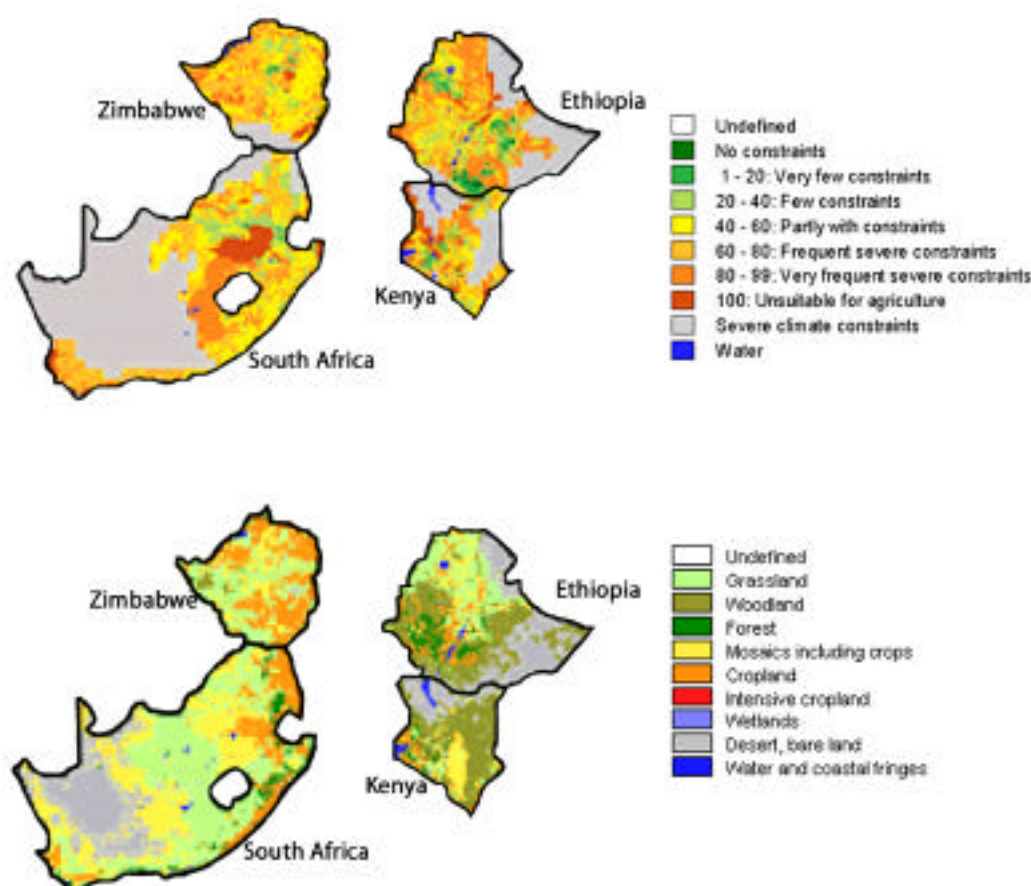 Zimbabwe
Ethiopia
Kenya
South Africa
Undefined
No constraints
1 - 20: Very few constraints
20 - 40: Few constraints
40 - 60: Partly with constraints
60 - 80: Frequent severe constraints
80 - 99: Very frequent severe constraints
100: Unsuitable for agriculture
Severe climate constraints
Water
Zimbabwe
Ethiopia
Kenya
South Africa
Undefined
Grassland
Woodland
Forest
Mosaics including crops
Cropland
Intensive cropland
Wetlands
Desert, bare land
Water and coastal fringes